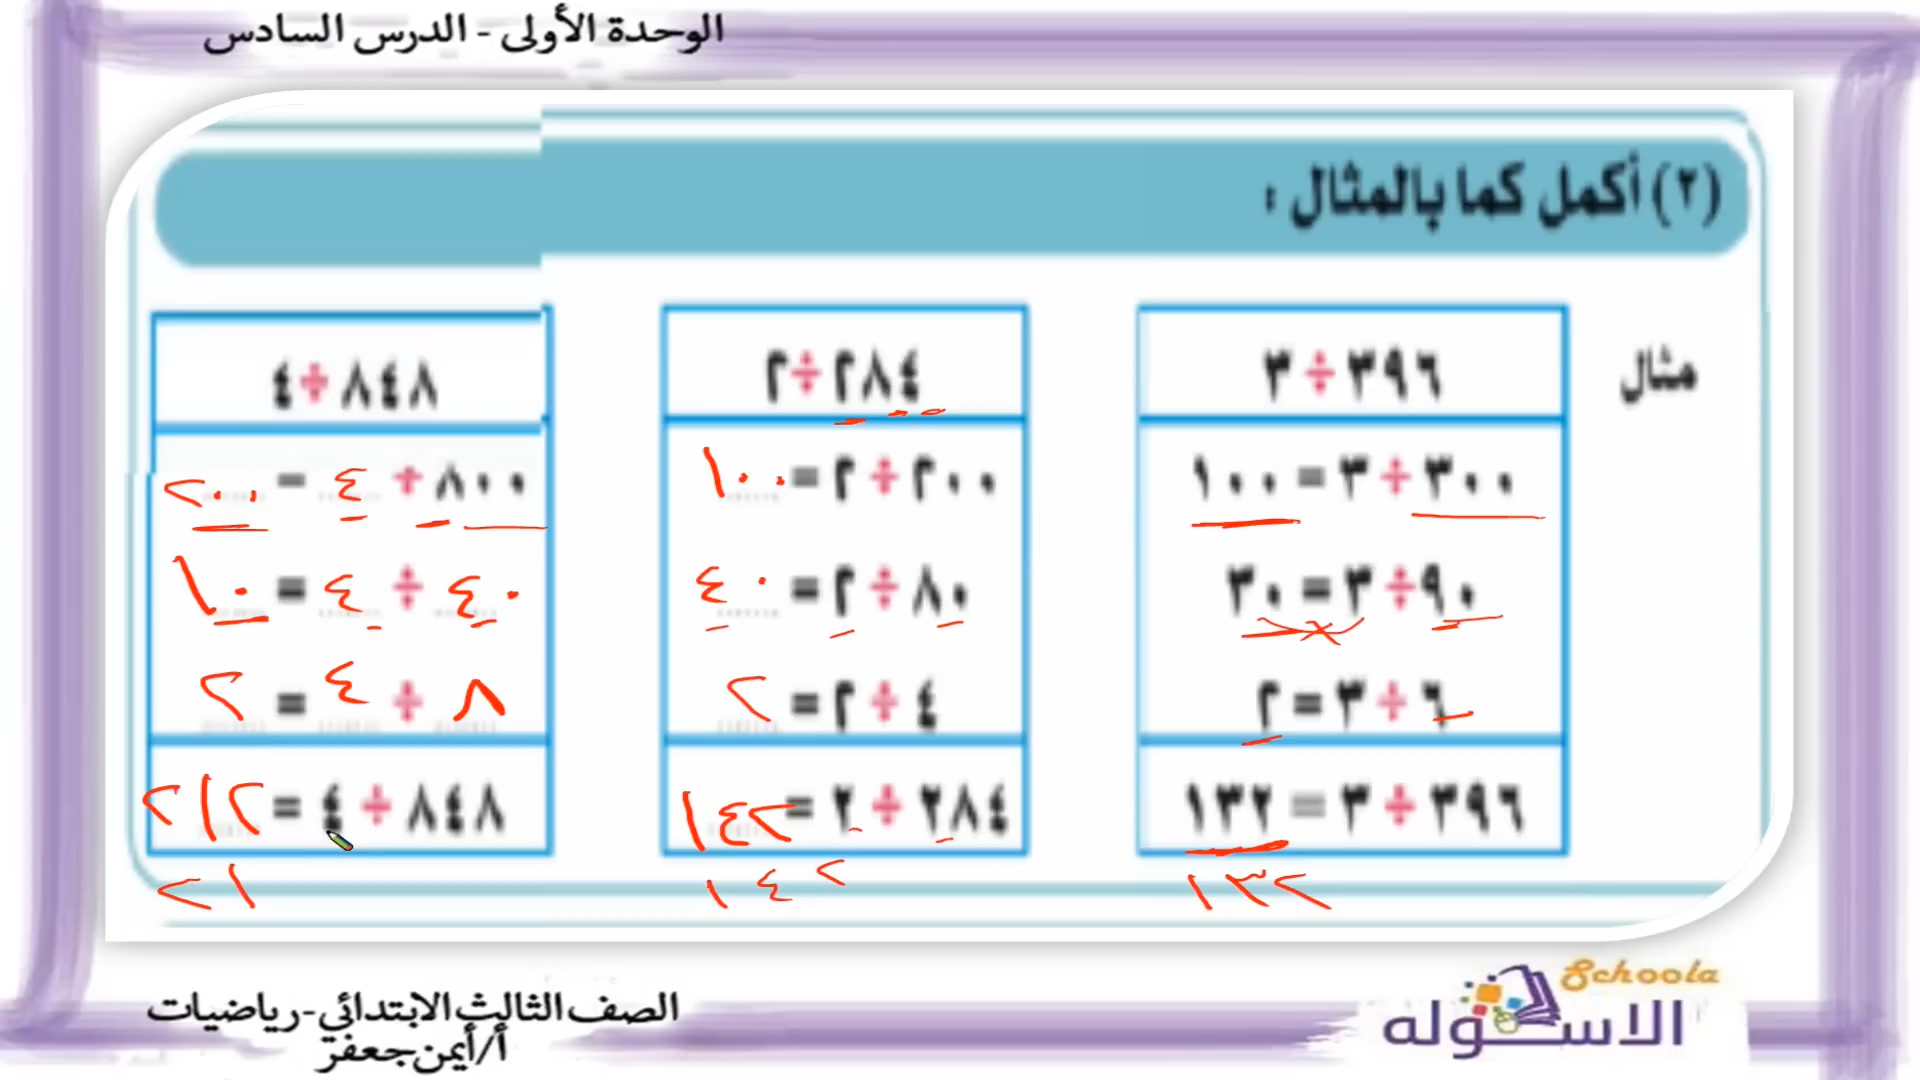 الوحدة الأولى - الدرس السادس
(٢) أكمل كما بالمثال :
مثال
٣٩٦ ÷ ٣
٣٠٠ ÷ ٣ = ١٠٠
٩٠ ÷ ٣ = ٣٠
٦ ÷ ٣ = ٢
٣٩٦ ÷ ٣ = ١٣٢
١٣٢
٢٨٤ ÷ ٢
٢٠٠ ÷ ٢ = ١٠٠
٨٠ ÷ ٢ = ٤٠
٤ ÷ ٢ = ٢
٢٨٤ ÷ ٢ = ١٤٢
١٤٢
٨٤٨ ÷ ٤
٨٠٠ ÷ ٤ = ٢٠٠
٤٠ ÷ ٤ = ١٠
٨ ÷ ٤ = ٢
٨٤٨ ÷ ٤ = ٢١٢
٢١
الصف الثالث الابتدائي - رياضيات
أ/أيمن جعفر
Schoola
الاسكوله